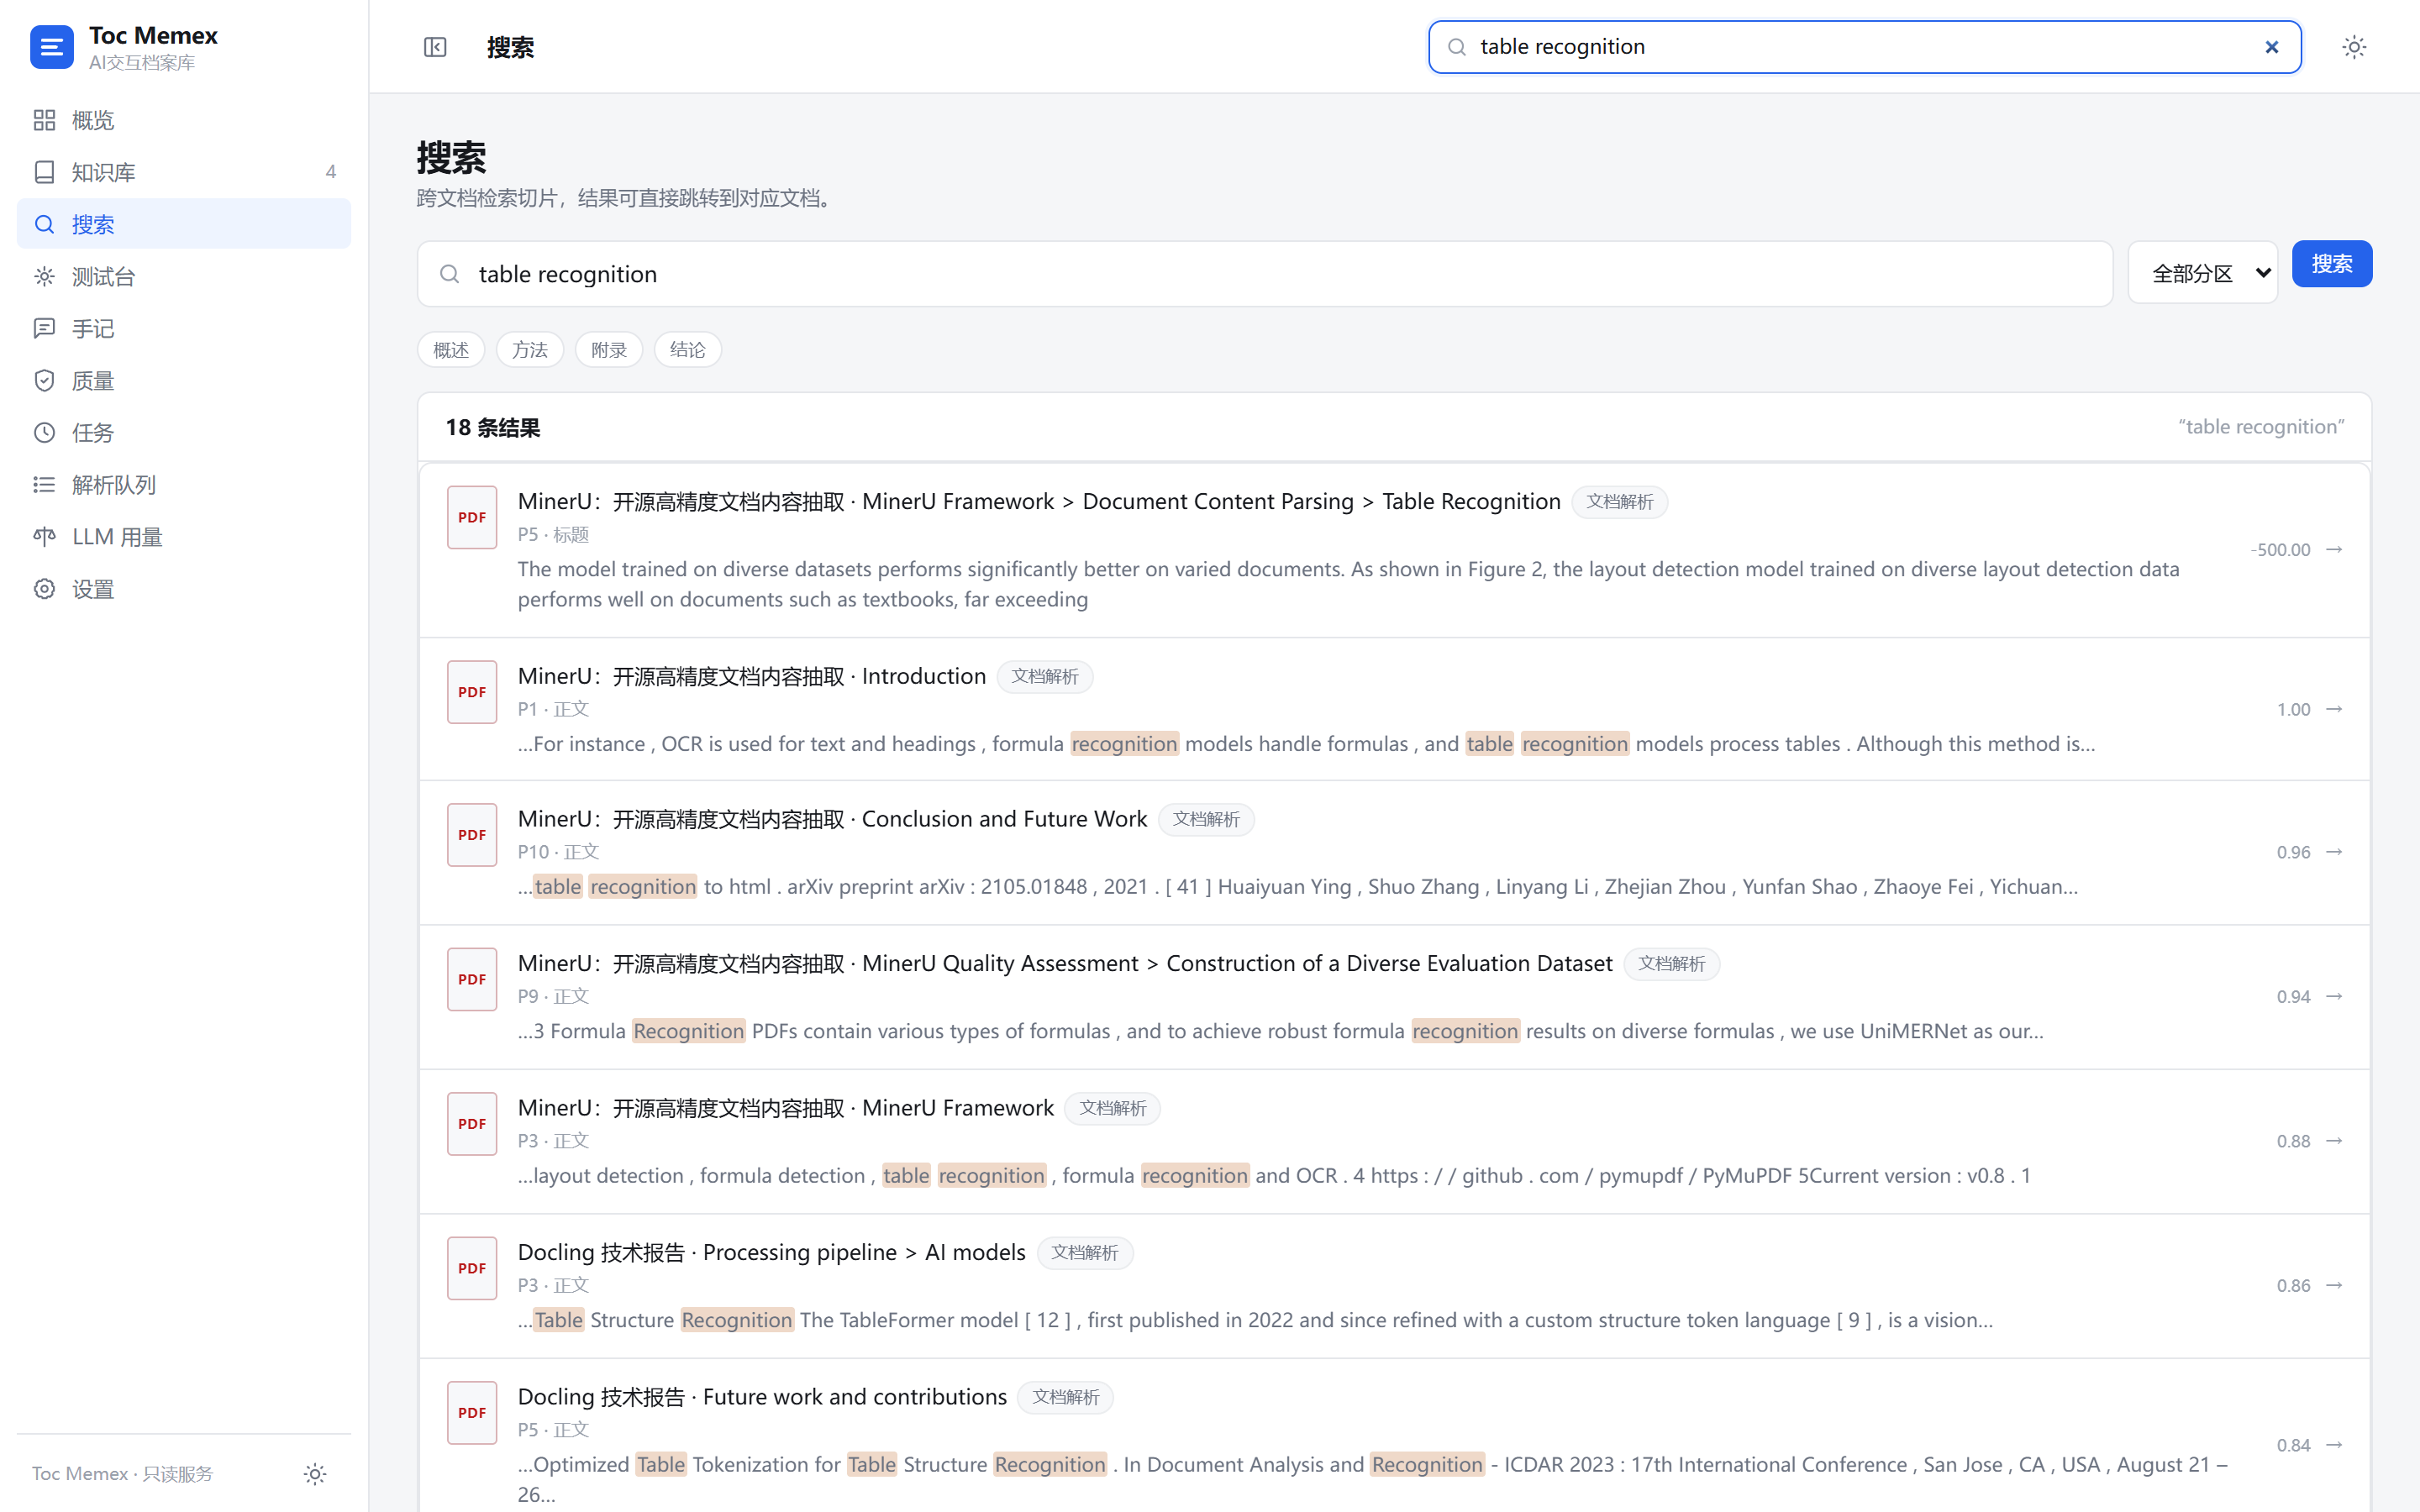 Toc Memex
AI交互档案库
概览
知识库 4
搜索
测试台
手记
质量
任务
解析队列
LLM 用量
设置
Toc Memex · 只读服务
搜索
table recognition
搜索
跨文档检索切片，结果可直接跳转到对应文档。
table recognition
全部分区
搜索
概述 方法 附录 结论
18 条结果 “table recognition”
PDF
MinerU：开源高精度文档内容抽取 · MinerU Framework > Document Content Parsing > Table Recognition 文档解析
P5 · 标题
The model trained on diverse datasets performs significantly better on varied documents. As shown in Figure 2, the layout detection model trained on diverse layout detection data
performs well on documents such as textbooks, far exceeding
-500.00 →
PDF
MinerU：开源高精度文档内容抽取 · Introduction 文档解析
P1 · 正文
...For instance , OCR is used for text and headings , formula recognition models handle formulas , and table recognition models process tables . Although this method is...
1.00 →
PDF
MinerU：开源高精度文档内容抽取 · Conclusion and Future Work 文档解析
P10 · 正文
...table recognition to html . arXiv preprint arXiv : 2105.01848 , 2021 . [ 41 ] Huaiyuan Ying , Shuo Zhang , Linyang Li , Zhejian Zhou , Yunfan Shao , Zhaoye Fei , Yichuan...
0.96 →
PDF
MinerU：开源高精度文档内容抽取 · MinerU Quality Assessment > Construction of a Diverse Evaluation Dataset 文档解析
P9 · 正文
...3 Formula Recognition PDFs contain various types of formulas , and to achieve robust formula recognition results on diverse formulas , we use UniMERNet as our...
0.94 →
PDF
MinerU：开源高精度文档内容抽取 · MinerU Framework 文档解析
P3 · 正文
...layout detection , formula detection , table recognition , formula recognition and OCR . 4 https : / / github . com / pymupdf / PyMuPDF 5Current version : v0.8 . 1
0.88 →
PDF
Docling 技术报告 · Processing pipeline > AI models 文档解析
P3 · 正文
...Table Structure Recognition The TableFormer model [ 12 ] , first published in 2022 and since refined with a custom structure token language [ 9 ] , is a vision...
0.86 →
PDF
Docling 技术报告 · Future work and contributions 文档解析
P5 · 正文
...Optimized Table Tokenization for Table Structure Recognition . In Document Analysis and Recognition - ICDAR 2023 : 17th International Conference , San Jose , CA , USA , August 21 –
26...
0.84 →